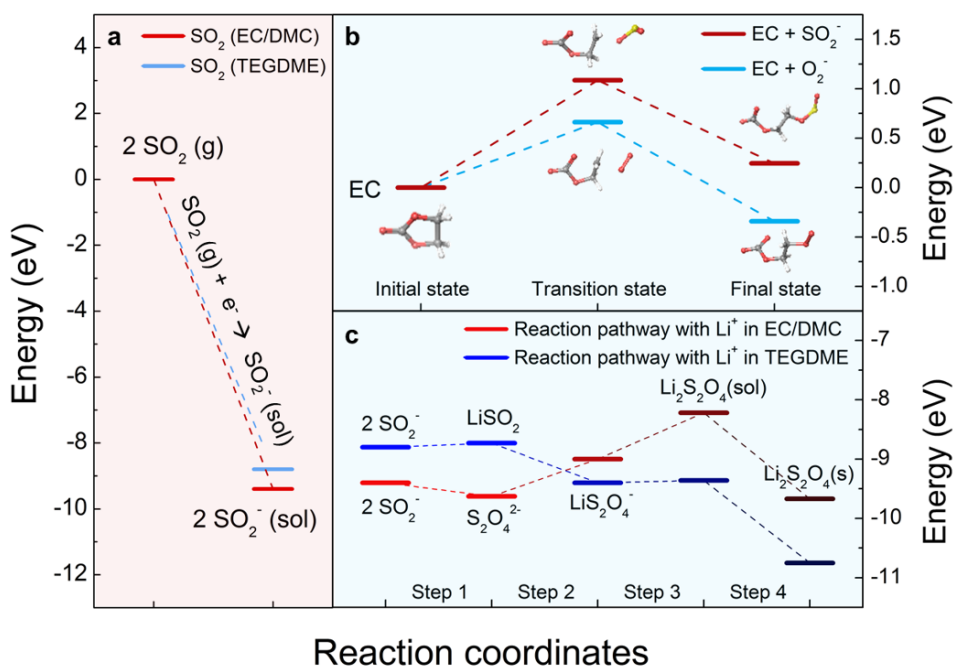 a
SO₂ (EC/DMC)
SO₂ (TEGDME)
2 SO₂ (g)
SO₂ (g) + e⁻ → SO₂⁻ (sol)
2 SO₂⁻ (sol)
4
2
0
-2
-4
-6
-8
-10
-12
Energy (eV)
b
EC + SO₂⁻
EC + O₂⁻
EC
Initial state
Transition state
Final state
1.5
1.0
0.5
0.0
-0.5
-1.0
Energy (eV)
c
Reaction pathway with Li⁺ in EC/DMC
Reaction pathway with Li⁺ in TEGDME
2 SO₂⁻
LiSO₂
Li₂S₂O₄(sol)
2 SO₂⁻
S₂O₄²⁻
LiS₂O₄⁻
Li₂S₂O₄(s)
Step 1
Step 2
Step 3
Step 4
-7
-8
-9
-10
-11
Energy (eV)
Reaction coordinates